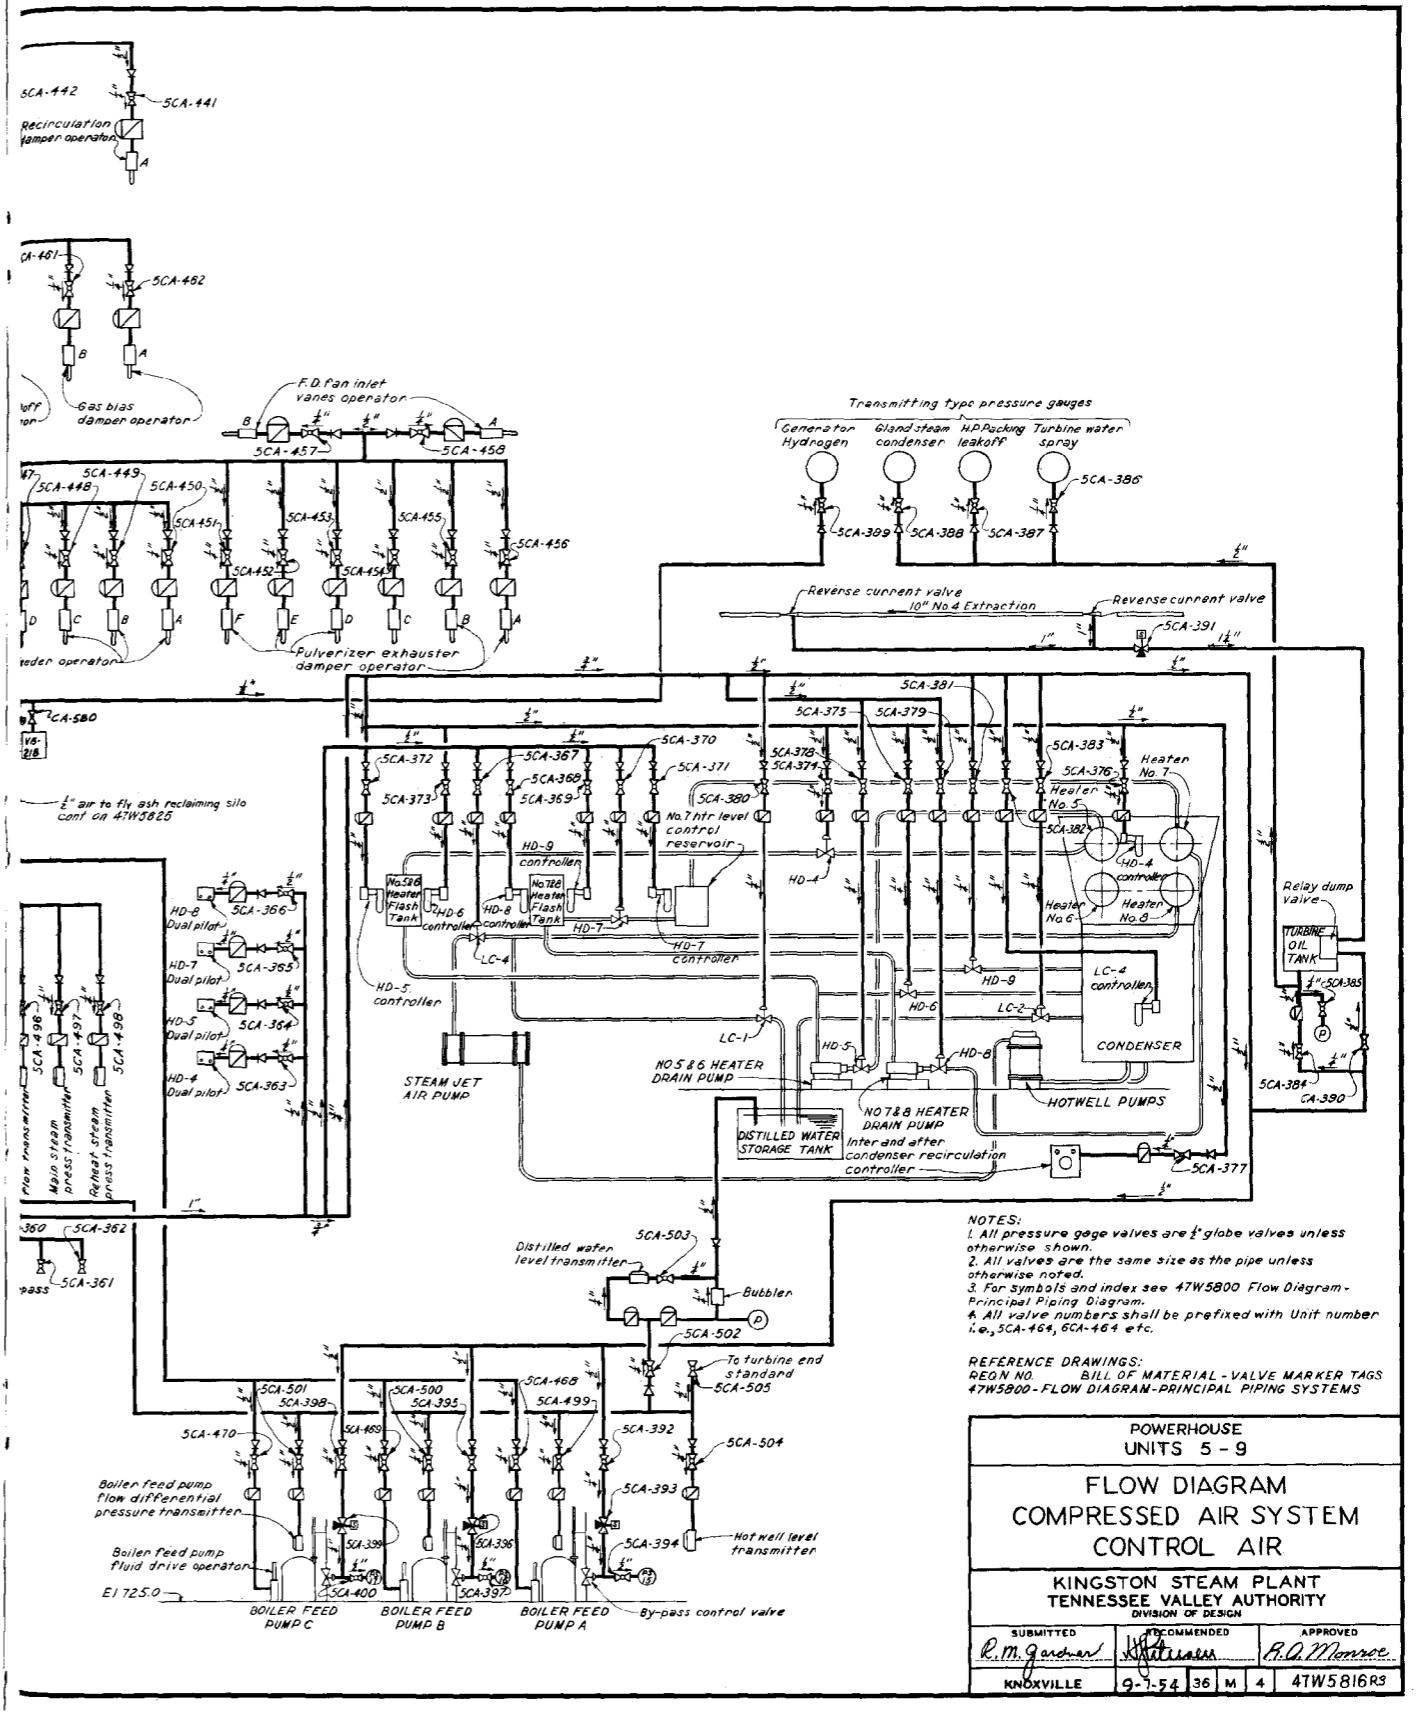 5CA-442
5CA-441
Recirculation
damper operator
A
CA-461
5CA-462
B
A
Gas bias
damper operator
F.D. fan inlet
vanes operator
B
A
5CA-457
5CA-458
47
5CA-448
5CA-449
5CA-450
5CA-451
5CA-452
5CA-453
5CA-454
5CA-455
5CA-456
D
C
B
A
F
E
D
C
B
A
eder operator
Pulverizer exhauster
damper operator
Transmitting type pressure gauges
Generator
Hydrogen
Gland steam
condenser
H.P. Packing
leakoff
Turbine water
spray
5CA-386
5CA-389
5CA-388
5CA-387
Reverse current valve
10" No.4 Extraction
Reverse current valve
5CA-391
1"
1"
1¼"
¾"
½"
CA-580
VB-
218
½" air to fly ash reclaiming silo
cont on 47W5825
5CA-372
5CA-373
5CA-367
5CA-368
5CA-369
5CA-370
5CA-371
5CA-380
5CA-378
5CA-374
5CA-375
5CA-379
5CA-381
5CA-383
5CA-376
5CA-382
Heater
No. 7
Heater
No. 5
Heater
No. 6
Heater
No. 8
No. 7 htr level
control
reservoir
HD-9
controller
No.5&6
Heater
Flash
Tank
No.7&8
Heater
Flash
Tank
HD-6
controller
HD-8
controller
HD-7
HD-7
controller
HD-5
controller
LC-4
HD-4
HD-4
controller
HD-9
HD-6
LC-4
controller
LC-2
LC-1
HD-5
HD-8
CONDENSER
5CA-366
HD-8
Dual pilot
5CA-365
HD-7
Dual pilot
5CA-364
HD-5
Dual pilot
5CA-363
HD-4
Dual pilot
5CA-496
5CA-497
5CA-498
Flow transmitter
Main steam
press transmitter
Reheat steam
press transmitter
STEAM JET
AIR PUMP
NO 5 & 6 HEATER
DRAIN PUMP
NO 7 & 8 HEATER
DRAIN PUMP
HOTWELL PUMPS
DISTILLED WATER
STORAGE TANK
Inter and after
condenser recirculation
controller
5CA-377
Relay dump
valve
TURBINE
OIL
TANK
5CA-385
P
5CA-384
CA-390
1"
¾"
-360
5CA-362
pass
5CA-361
Distilled water
level transmitter
5CA-503
Bubbler
P
5CA-502
To turbine end
standard
5CA-505
5CA-501
5CA-398
5CA-500
5CA-395
5CA-468
5CA-499
5CA-470
5CA-469
5CA-392
5CA-504
5CA-393
5CA-399
5CA-396
5CA-394
5CA-400
5CA-397
Boiler feed pump
flow differential
pressure transmitter
Boiler feed pump
fluid drive operator
El 725.0
Hotwell level
transmitter
By-pass control valve
BOILER FEED
PUMP C
BOILER FEED
PUMP B
BOILER FEED
PUMP A
NOTES:
1. All pressure gage valves are ½" globe valves unless
otherwise shown.
2. All valves are the same size as the pipe unless
otherwise noted.
3. For symbols and index see 47W5800 Flow Diagram-
Principal Piping Diagram.
4. All valve numbers shall be prefixed with Unit number
i.e., 5CA-464, 6CA-464 etc.
REFERENCE DRAWINGS:
REQN NO. BILL OF MATERIAL-VALVE MARKER TAGS
47W5800-FLOW DIAGRAM-PRINCIPAL PIPING SYSTEMS
POWERHOUSE
UNITS 5 - 9
FLOW DIAGRAM
COMPRESSED AIR SYSTEM
CONTROL AIR
KINGSTON STEAM PLANT
TENNESSEE VALLEY AUTHORITY
DIVISION OF DESIGN
SUBMITTED
RECOMMENDED
APPROVED
R.M. Gardner
R.A. Monroe
KNOXVILLE
9-7-54
36
M
4
47W5816R3